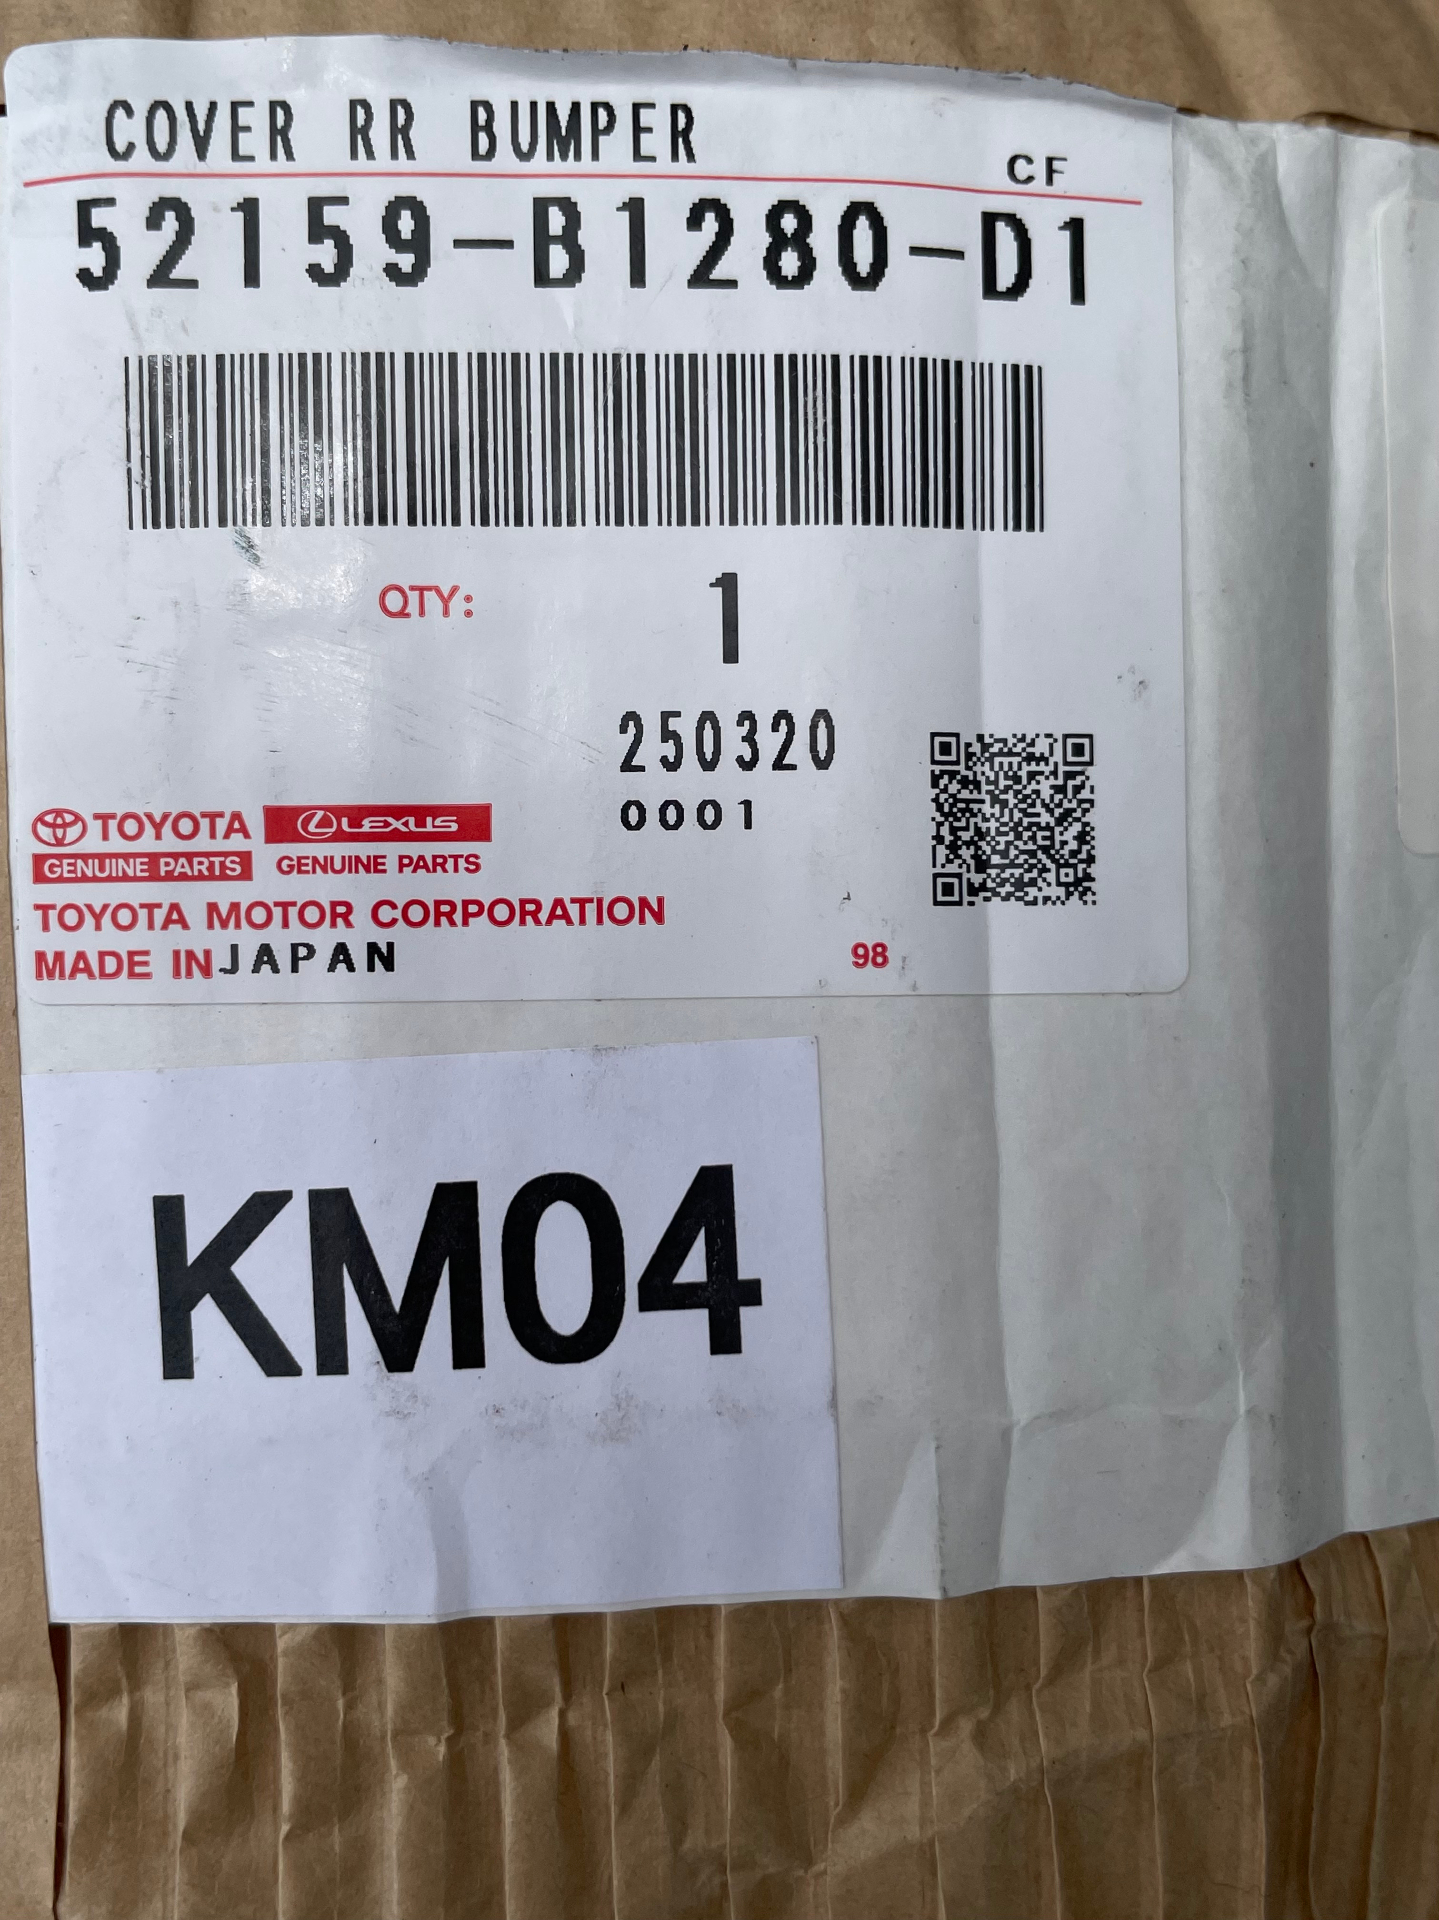 COVER RR BUMPER
CF
52159-B1280-D1
QTY: 1
250320
0001
TOYOTA LEXUS
GENUINE PARTS GENUINE PARTS
TOYOTA MOTOR CORPORATION
MADE IN JAPAN 98
KM04